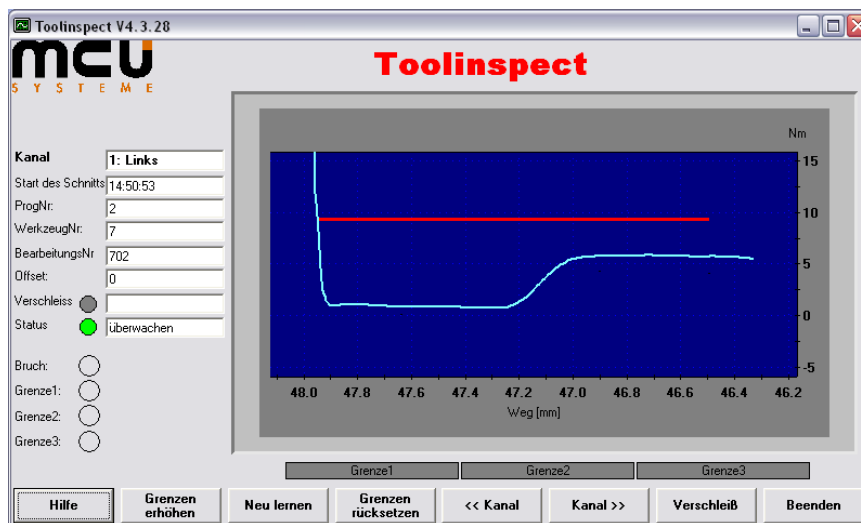 Toolinspect V4.3.28
mcu
SYSTEME
Toolinspect
Kanal 1: Links
Start des Schnitts 14:50:53
ProgNr: 2
WerkzeugNr: 7
BearbeitungsNr 702
Offset: 0
Verschleiss
Status überwachen
Bruch:
Grenze1:
Grenze2:
Grenze3:
Nm
15
10
5
0
-5
48.0 47.8 47.6 47.4 47.2 47.0 46.8 46.6 46.4 46.2
Weg [mm]
Grenze1 Grenze2 Grenze3
Hilfe
Grenzen
erhöhen
Neu lernen
Grenzen
rücksetzen
<< Kanal
Kanal >>
Verschleiß
Beenden